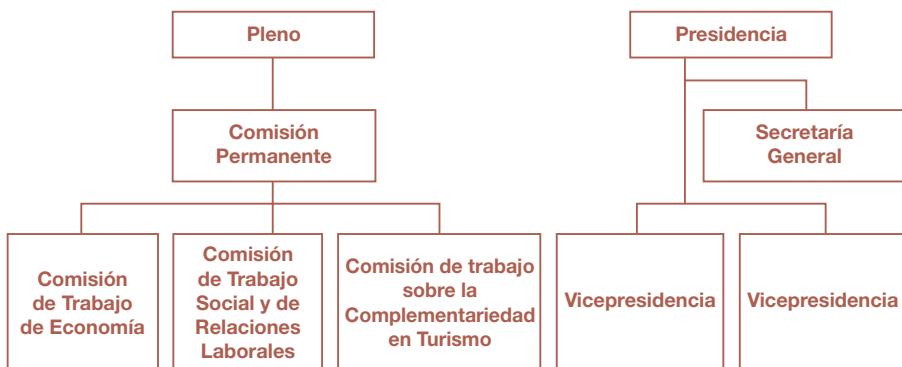 Pleno
Presidencia
Comisión
Permanente
Secretaría
General
Comisión
de Trabajo
de Economía
Comisión
de Trabajo
Social y de
Relaciones
Laborales
Comisión de trabajo
sobre la
Complementariedad
en Turismo
Vicepresidencia
Vicepresidencia